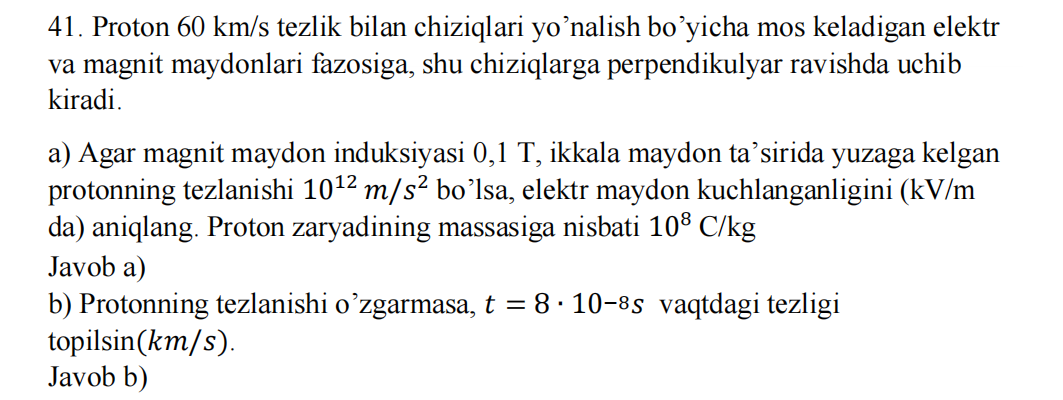 41. Proton 60 km/s tezlik bilan chiziqlari yo’nalish bo’yicha mos keladigan elektr
va magnit maydonlari fazosiga, shu chiziqlarga perpendikulyar ravishda uchib
kiradi.
a) Agar magnit maydon induksiyasi 0,1 T, ikkala maydon ta’sirida yuzaga kelgan
protonning tezlanishi 10¹² m/s² bo’lsa, elektr maydon kuchlanganligini (kV/m
da) aniqlang. Proton zaryadining massasiga nisbati 10⁸ C/kg
Javob a)
b) Protonning tezlanishi o’zgarmasa, t = 8 · 10−8s vaqtdagi tezligi
topilsin(km/s).
Javob b)